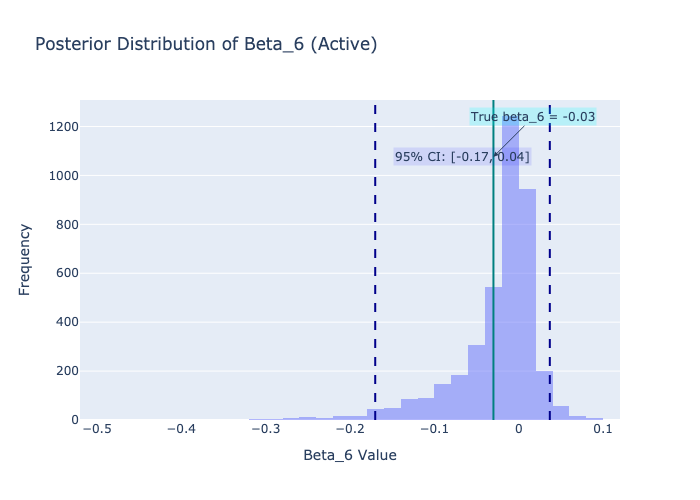 Posterior Distribution of Beta_6 (Active)
True beta_6 = -0.03
95% CI: [-0.17, 0.04]
1200
1000
800
600
400
200
0
Frequency
−0.5
−0.4
−0.3
−0.2
−0.1
0
0.1
Beta_6 Value